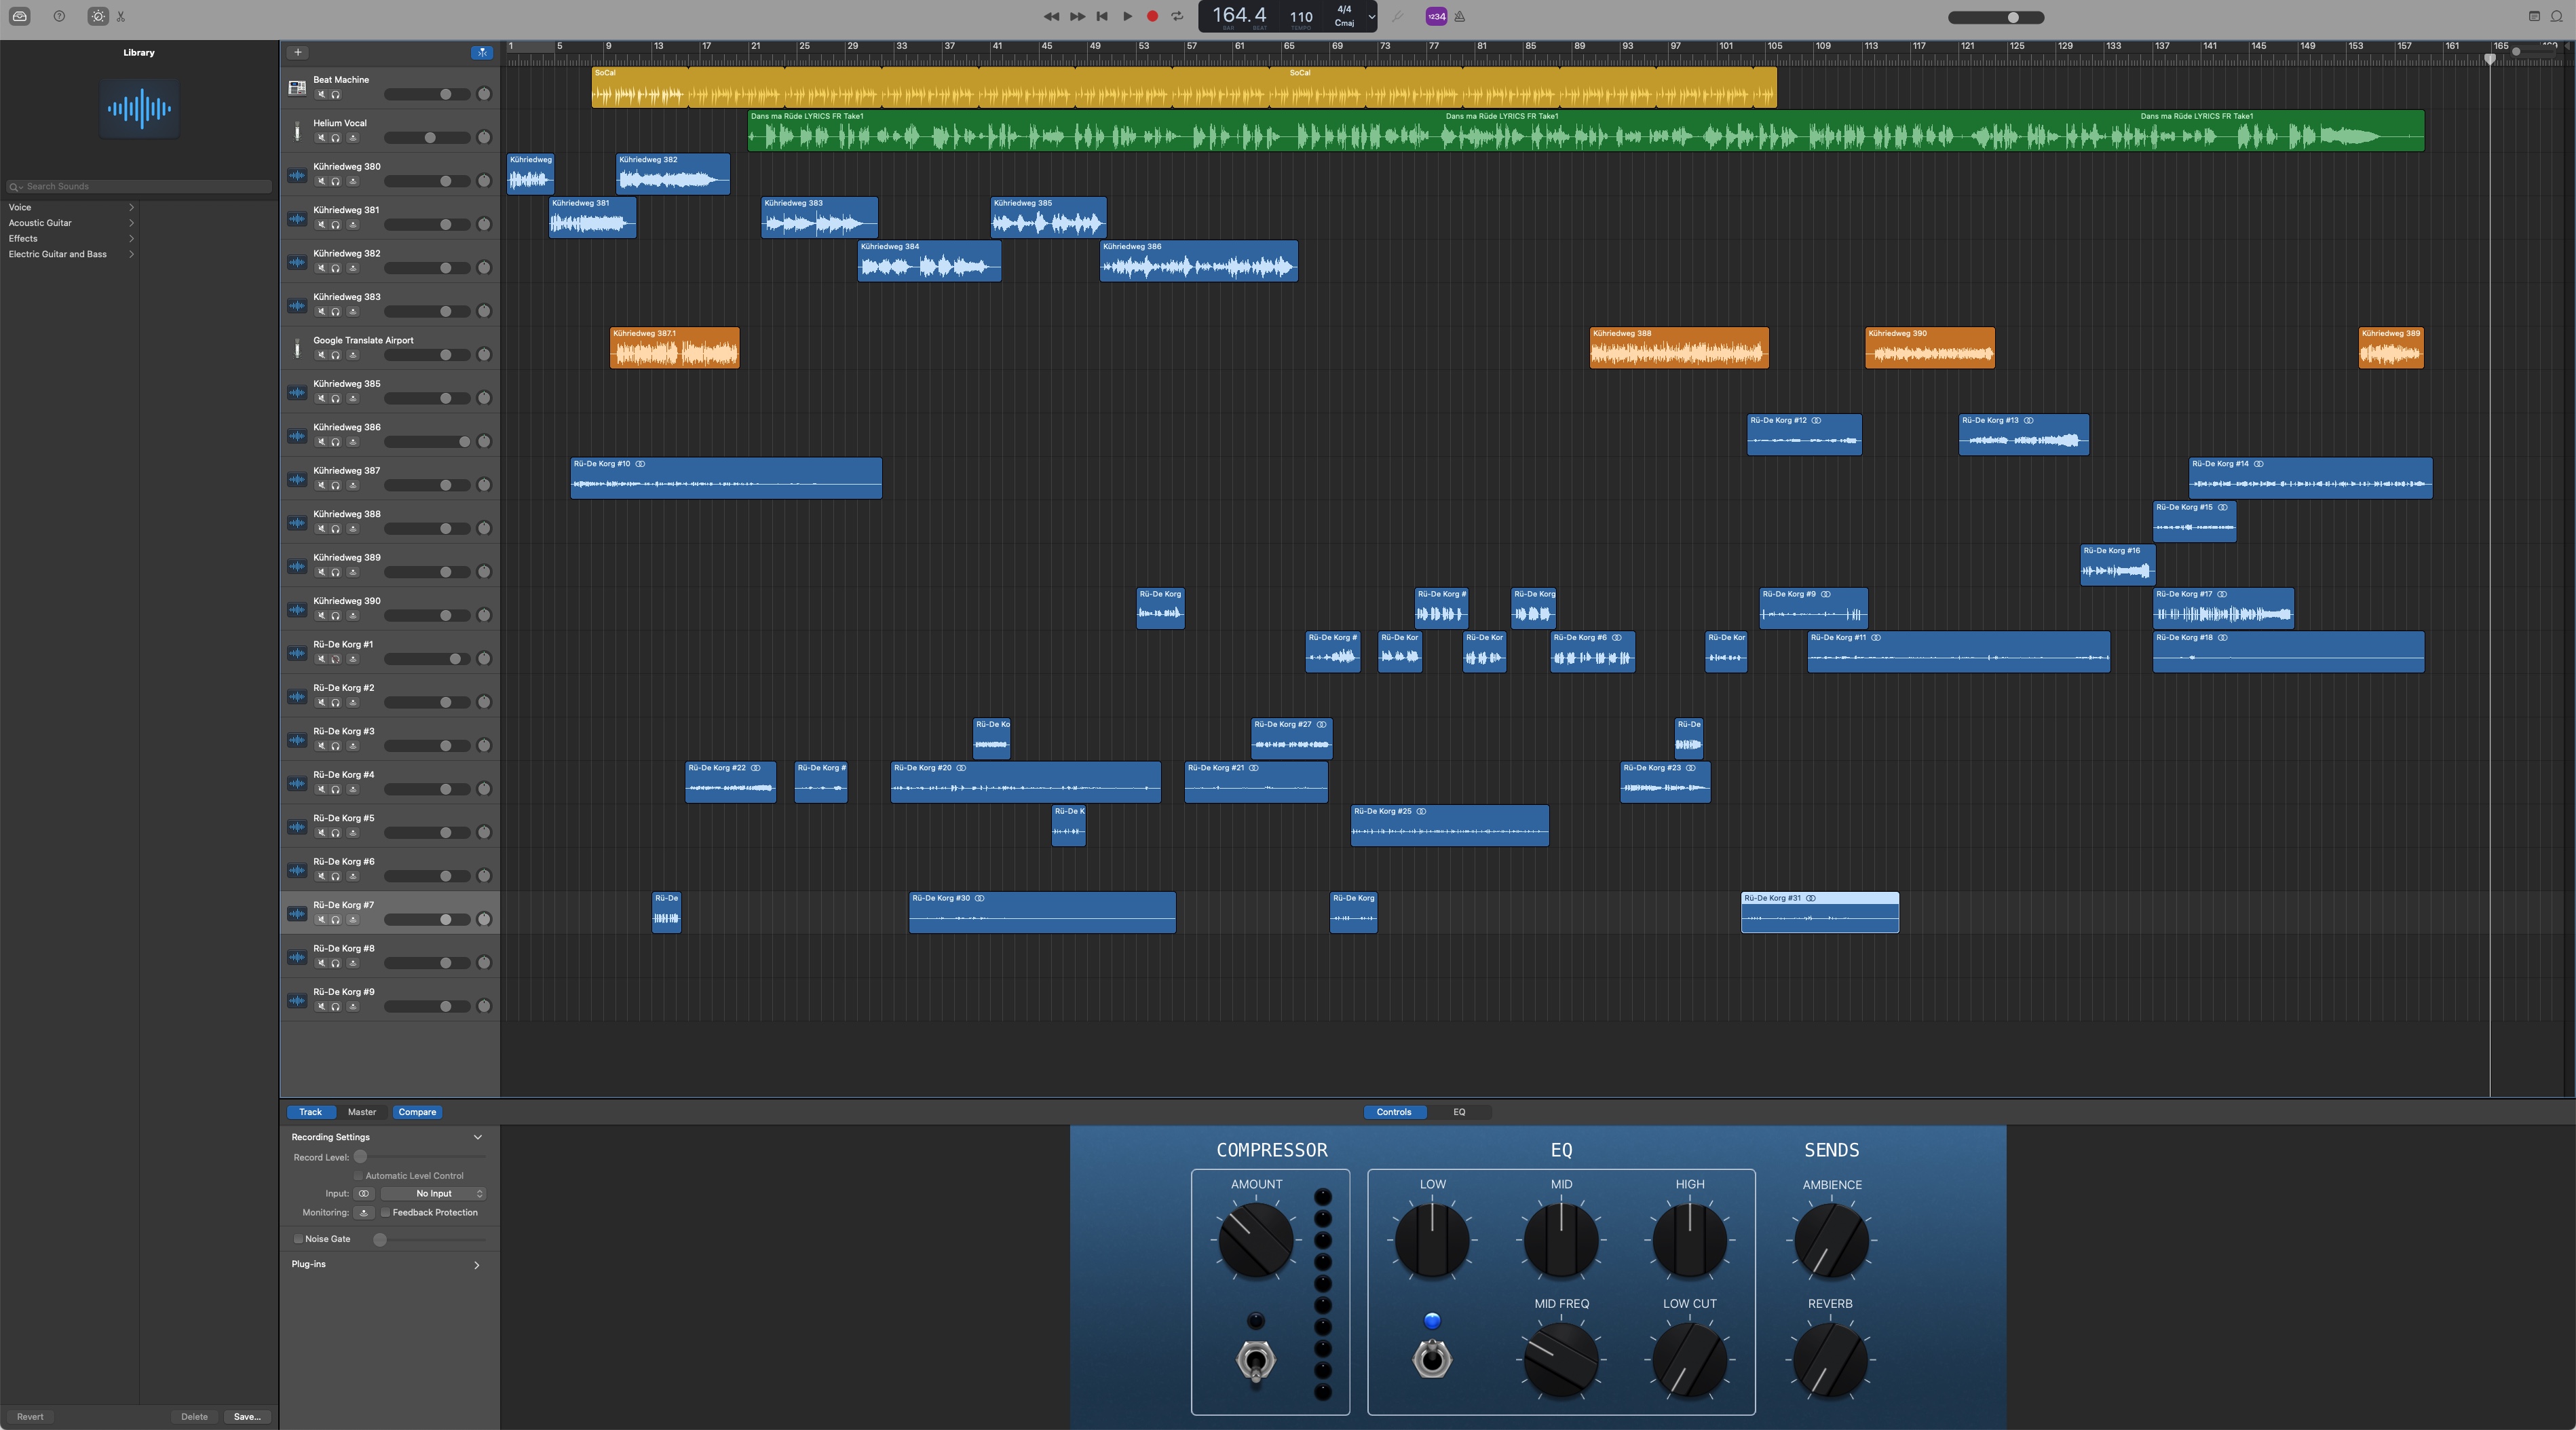 164.4
BAR BEAT
110
TEMPO
4/4
Cmaj
1234
Library
Search Sounds
Voice
Acoustic Guitar
Effects
Electric Guitar and Bass
Revert
Delete
Save...
1 5 9 13 17 21 25 29 33 37 41 45 49 53 57 61 65 69 73 77 81 85 89 93 97 101 105 109 113 117 121 125 129 133 137 141 145 149 153 157 161 165
Beat Machine
SoCal SoCal
Helium Vocal
Dans ma Rüde LYRICS FR Take1 Dans ma Rüde LYRICS FR Take1 Dans ma Rüde LYRICS FR Take1
Kühriedweg 380
Kühriedweg Kühriedweg 382
Kühriedweg 381
Kühriedweg 381 Kühriedweg 383 Kühriedweg 385
Kühriedweg 382
Kühriedweg 384 Kühriedweg 386
Kühriedweg 383
Google Translate Airport
Kühriedweg 387.1 Kühriedweg 388 Kühriedweg 390 Kühriedweg 389
Kühriedweg 385
Kühriedweg 386
Rü-De Korg #12 Rü-De Korg #13
Kühriedweg 387
Rü-De Korg #10 Rü-De Korg #14
Kühriedweg 388
Rü-De Korg #15
Kühriedweg 389
Rü-De Korg #16
Kühriedweg 390
Rü-De Korg Rü-De Korg # Rü-De Korg Rü-De Korg #9 Rü-De Korg #17
Rü-De Korg #1
Rü-De Korg # Rü-De Kor Rü-De Kor Rü-De Korg #6 Rü-De Kor Rü-De Korg #11 Rü-De Korg #18
Rü-De Korg #2
Rü-De Korg #3
Rü-De Ko Rü-De Korg #27 Rü-De
Rü-De Korg #4
Rü-De Korg #22 Rü-De Korg # Rü-De Korg #20 Rü-De Korg #21 Rü-De Korg #23
Rü-De Korg #5
Rü-De K Rü-De Korg #25
Rü-De Korg #6
Rü-De Korg #7
Rü-De Rü-De Korg #30 Rü-De Korg Rü-De Korg #31
Rü-De Korg #8
Rü-De Korg #9
Track Master Compare
Controls EQ
Recording Settings
Record Level:
Automatic Level Control
Input: No Input
Monitoring: Feedback Protection
Noise Gate
Plug-ins
COMPRESSOR
AMOUNT
EQ
LOW MID HIGH
MID FREQ LOW CUT
SENDS
AMBIENCE
REVERB